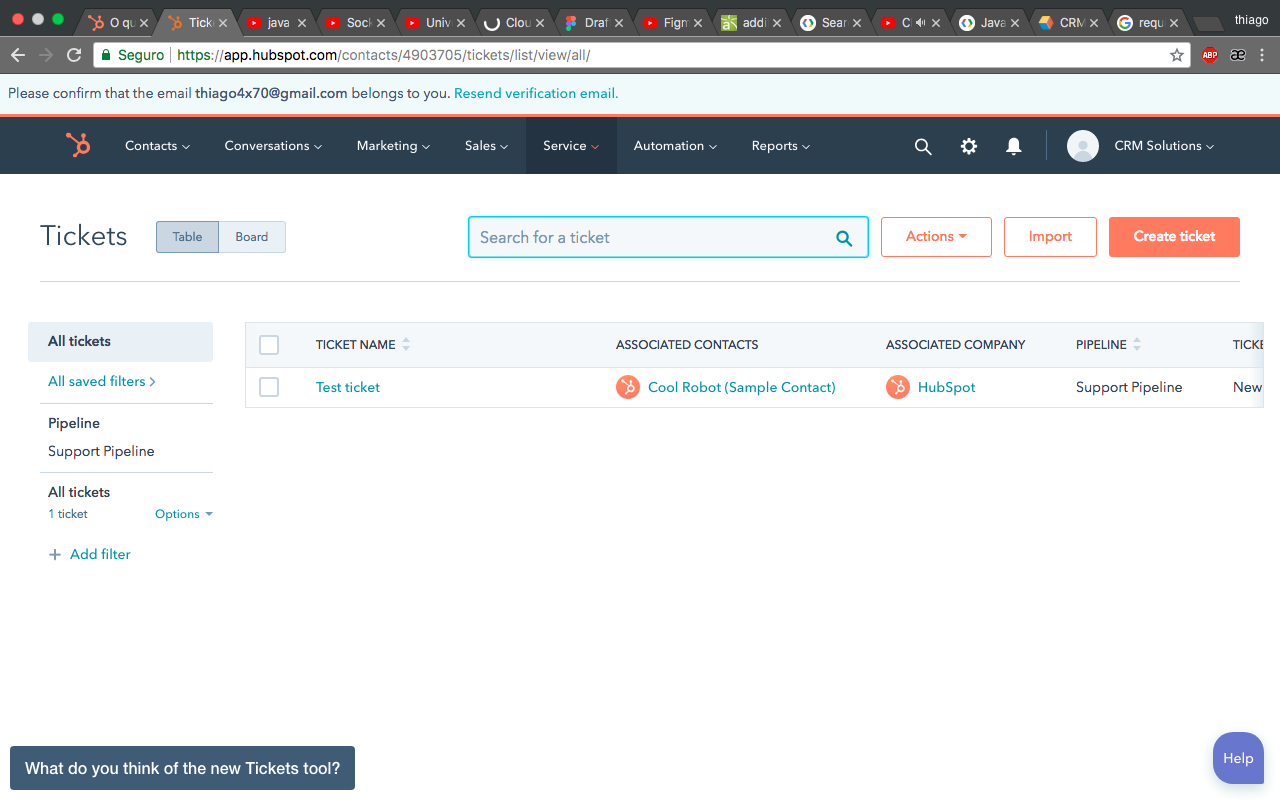 O qu Ticke java Sock Univ Clou Draf Figm addi Sear C Java CRM requ thiago
Seguro https://app.hubspot.com/contacts/4903705/tickets/list/view/all/ ABP æ
Please confirm that the email thiago4x70@gmail.com belongs to you. Resend verification email.
Contacts Conversations Marketing Sales Service Automation Reports CRM Solutions
Tickets Table Board Search for a ticket Actions Import Create ticket
All tickets
All saved filters
Pipeline
Support Pipeline
All tickets
1 ticket Options
+ Add filter
TICKET NAME ASSOCIATED CONTACTS ASSOCIATED COMPANY PIPELINE TICKE
Test ticket Cool Robot (Sample Contact) HubSpot Support Pipeline New
What do you think of the new Tickets tool?
Help